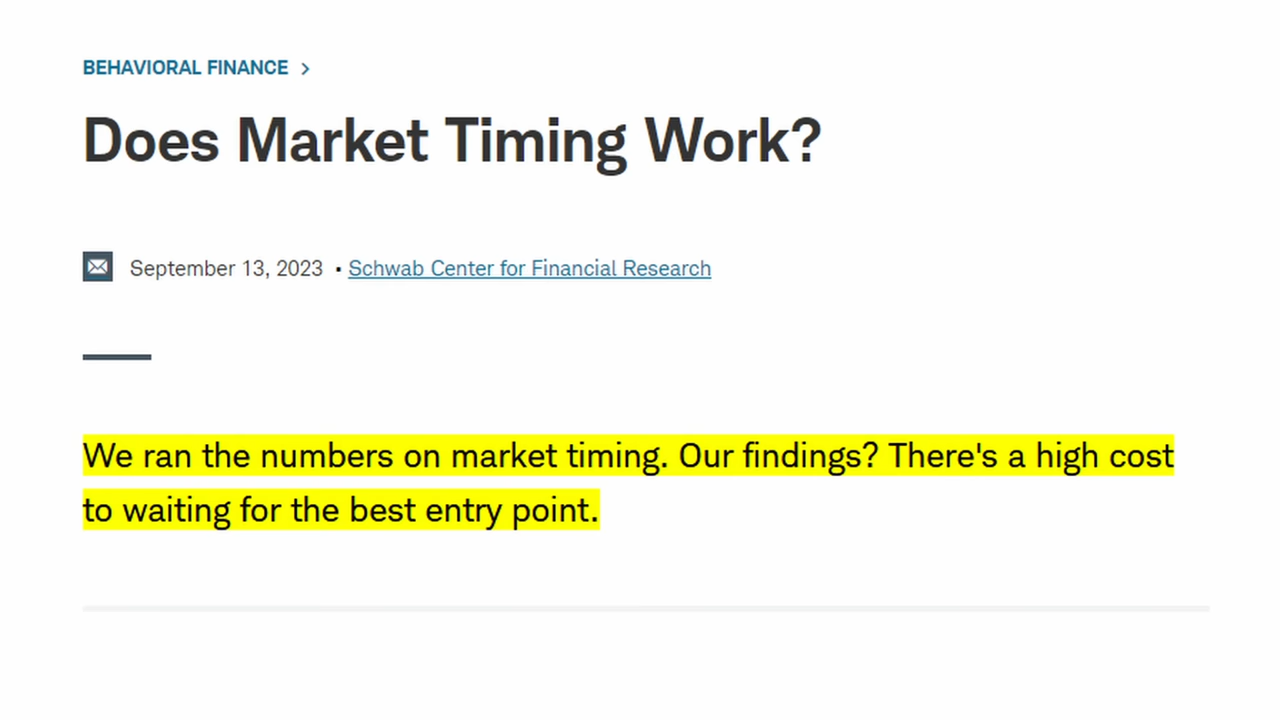 BEHAVIORAL FINANCE >
Does Market Timing Work?
September 13, 2023 • Schwab Center for Financial Research
We ran the numbers on market timing. Our findings? There's a high cost
to waiting for the best entry point.